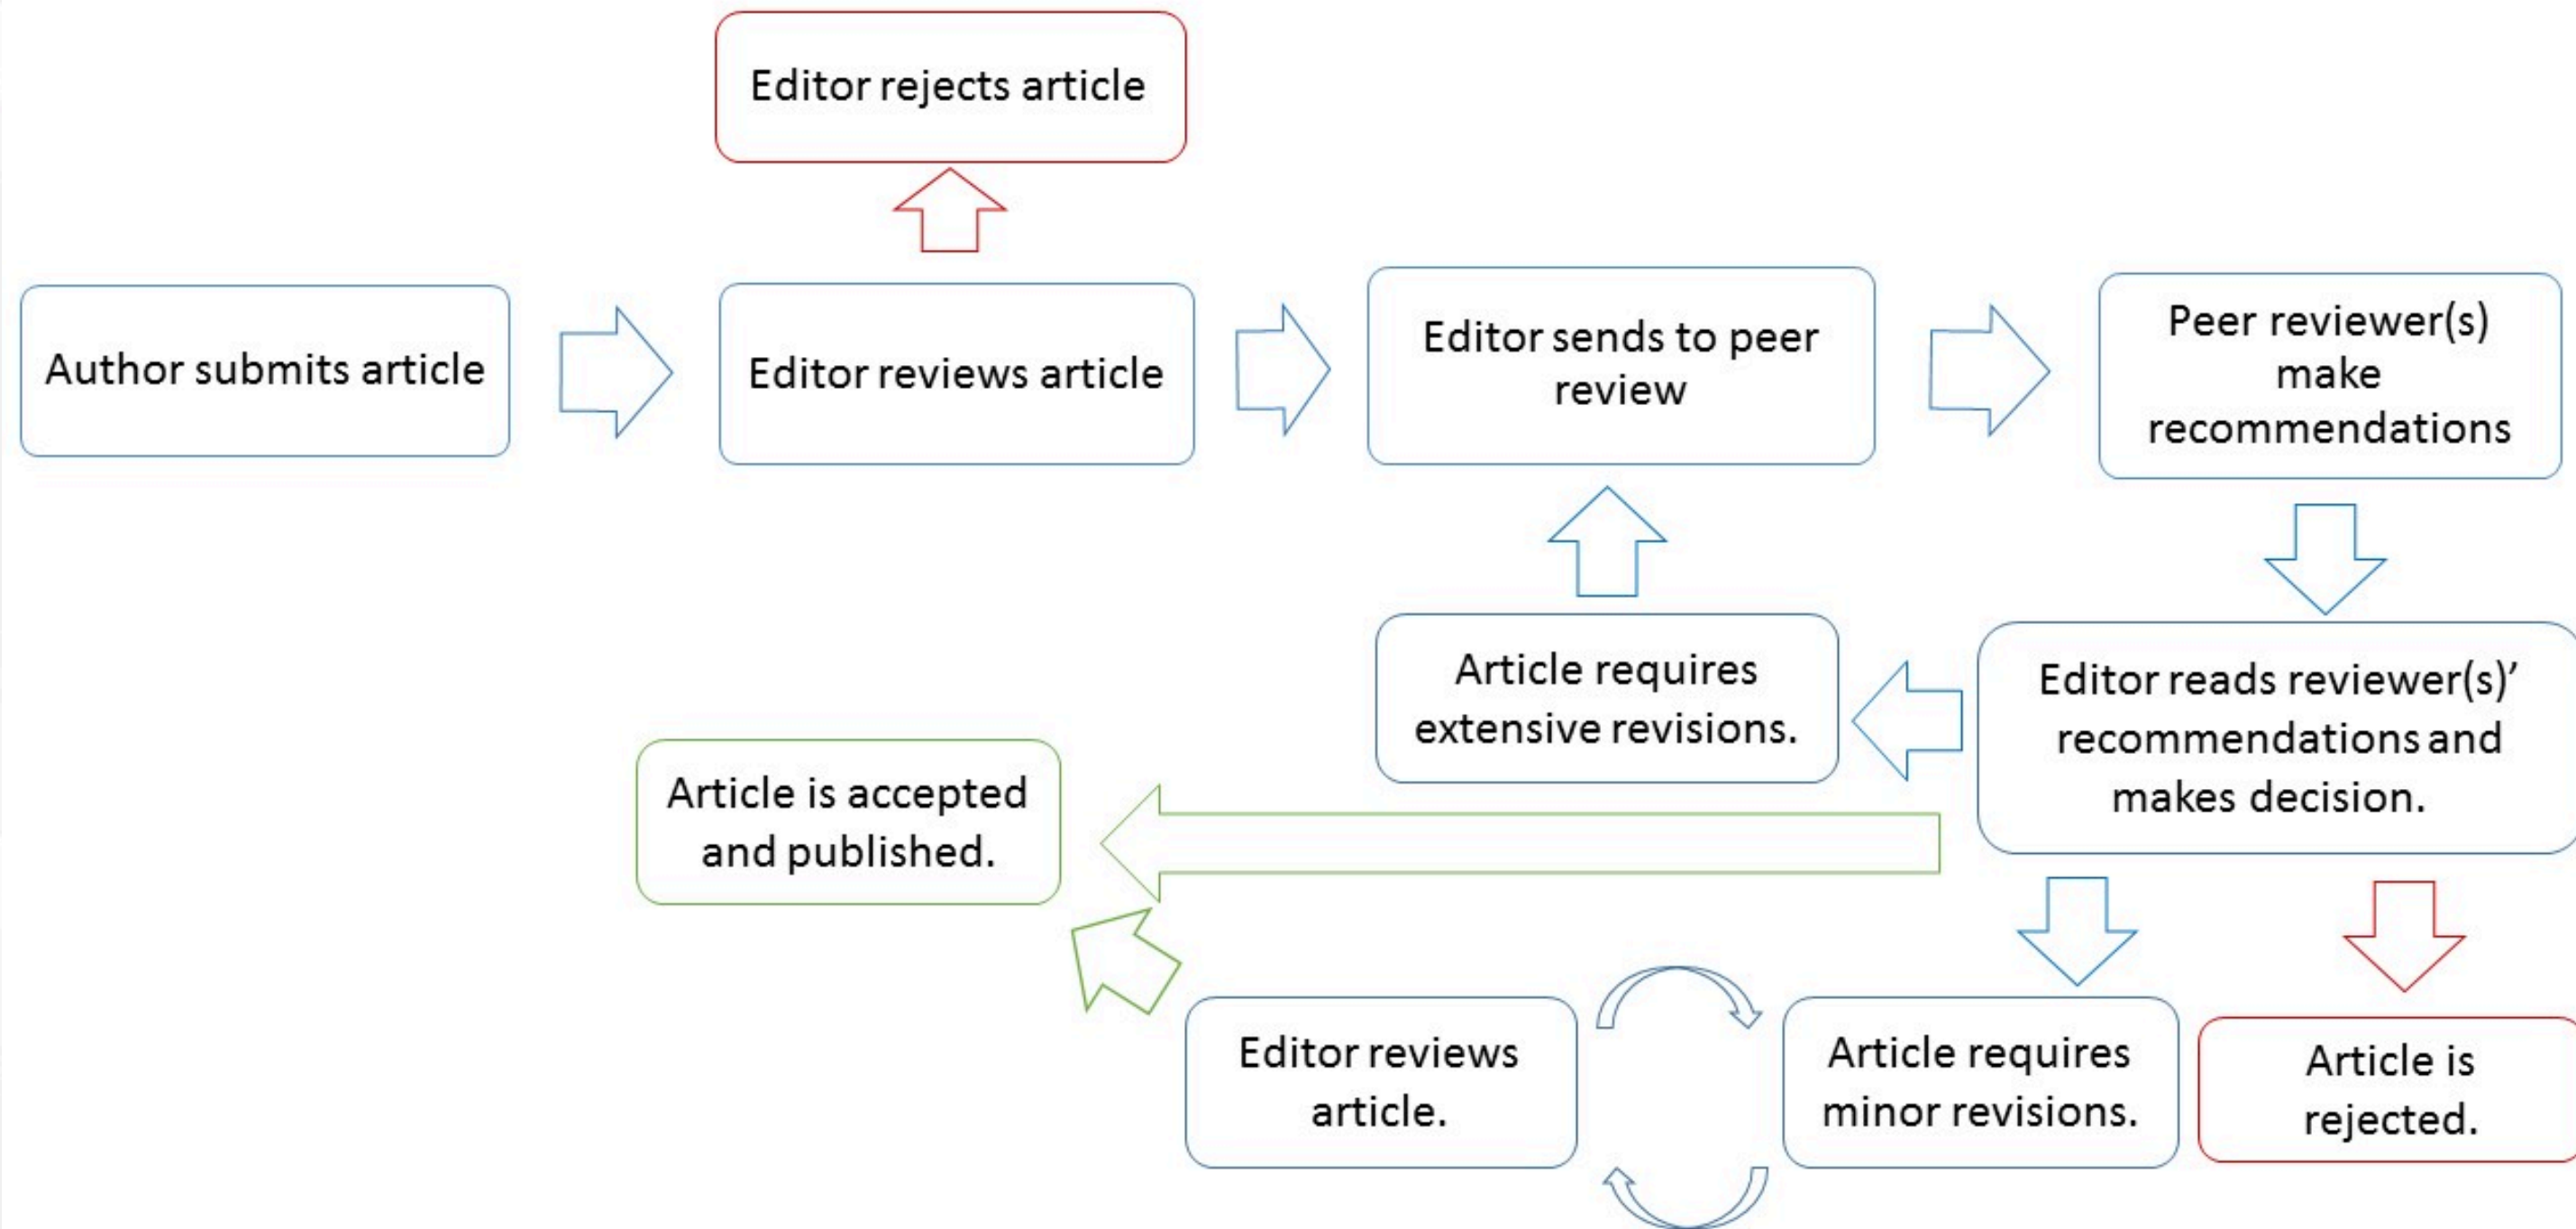 Editor rejects article
Author submits article
Editor reviews article
Editor sends to peer
review
Peer reviewer(s)
make
recommendations
Article requires
extensive revisions.
Editor reads reviewer(s)’
recommendations and
makes decision.
Article is accepted
and published.
Editor reviews
article.
Article requires
minor revisions.
Article is
rejected.